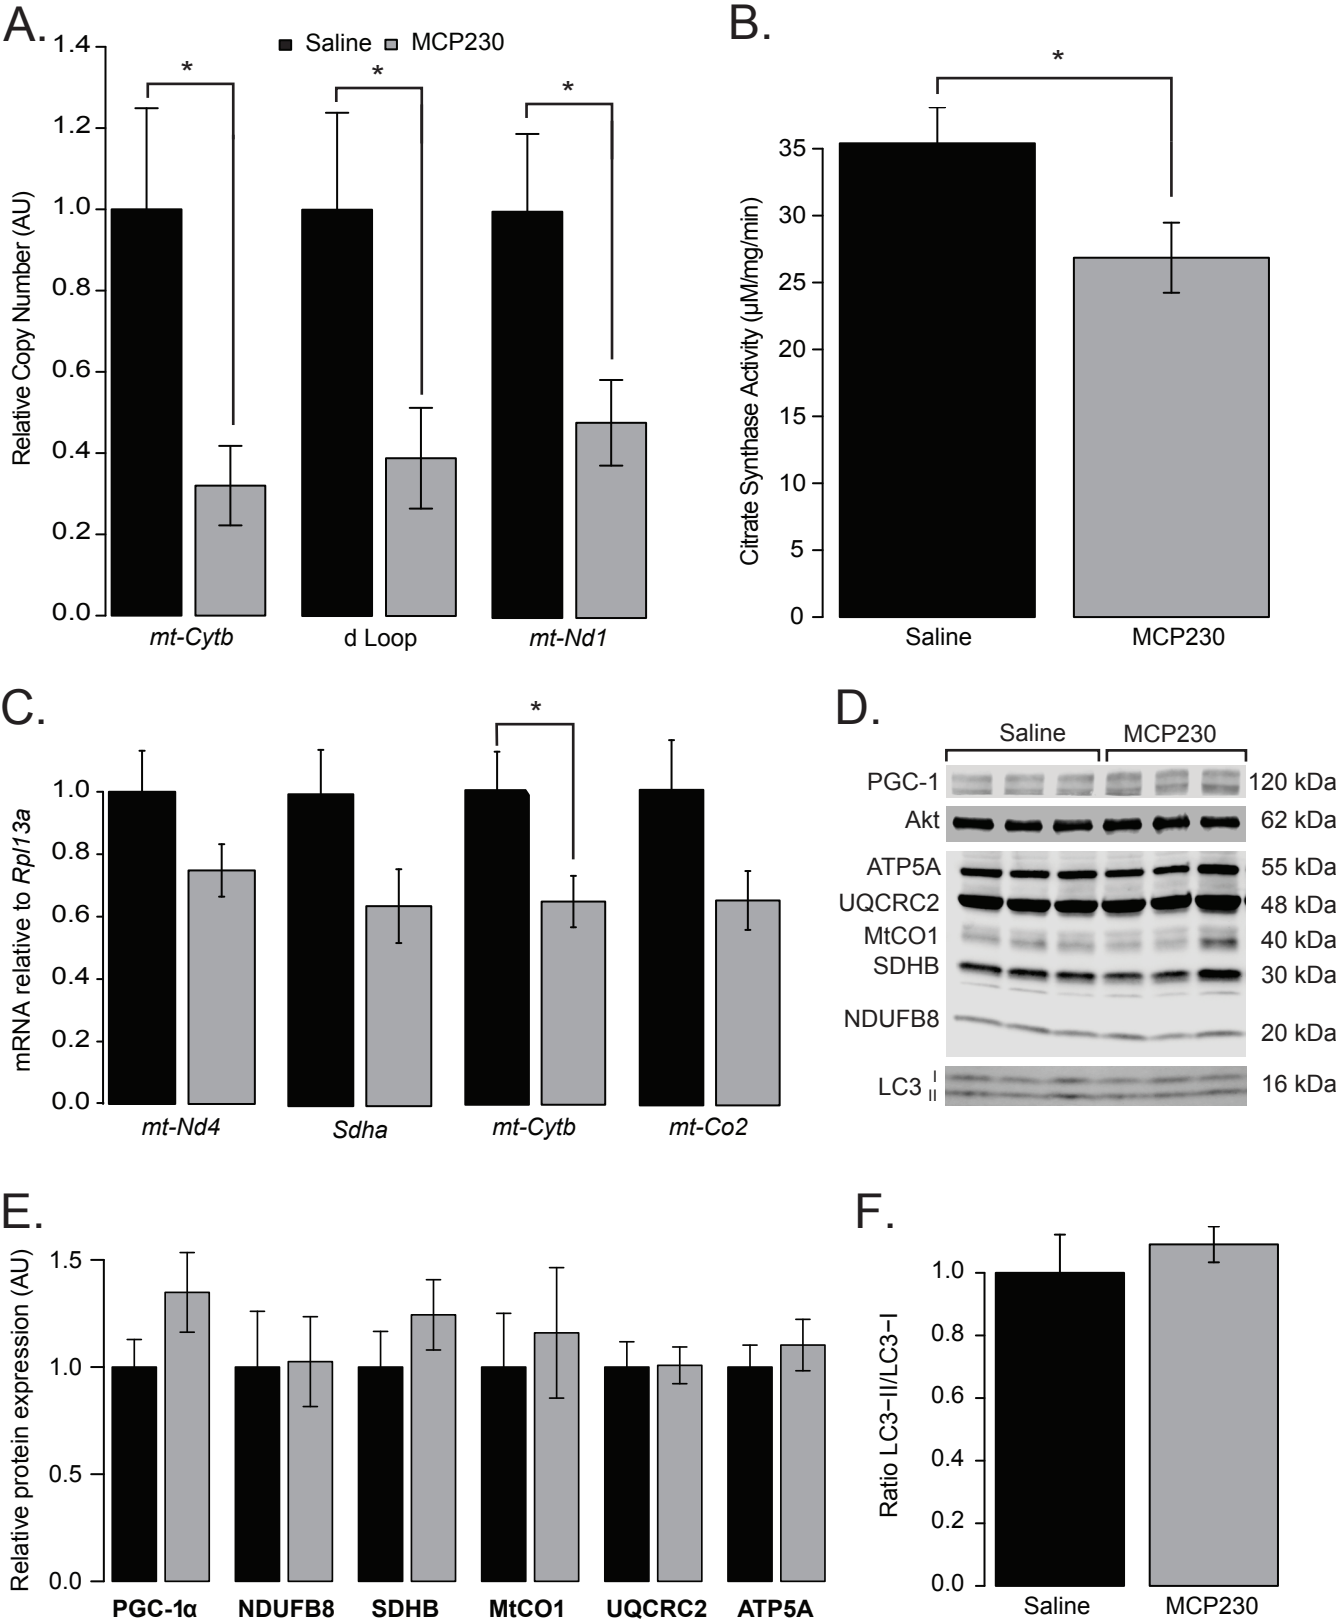 A.
Saline MCP230
*
*
*
Relative Copy Number (AU)
1.4
1.2
1.0
0.8
0.6
0.4
0.2
0.0
mt-Cytb
d Loop
mt-Nd1
B.
*
Citrate Synthase Activity (µM/mg/min)
35
30
25
20
15
10
5
0
Saline
MCP230
C.
*
mRNA relative to Rpl13a
1.0
0.8
0.6
0.4
0.2
0.0
mt-Nd4
Sdha
mt-Cytb
mt-Co2
D.
Saline MCP230
PGC-1 120 kDa
Akt 62 kDa
ATP5A 55 kDa
UQCRC2 48 kDa
MtCO1 40 kDa
SDHB 30 kDa
NDUFB8 20 kDa
LC3 I II 16 kDa
E.
Relative protein expression (AU)
1.5
1.0
0.5
0.0
PGC-1α
NDUFB8
SDHB
MtCO1
UQCRC2
ATP5A
F.
Ratio LC3−II/LC3−I
1.0
0.8
0.6
0.4
0.2
0.0
Saline
MCP230